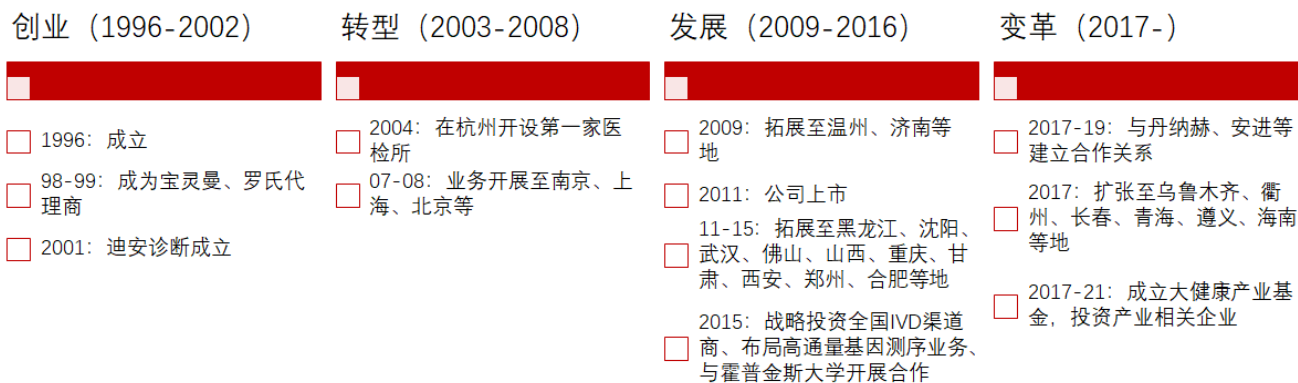 创业（1996-2002）
1996：成立
98-99：成为宝灵曼、罗氏代
理商
2001：迪安诊断成立
转型（2003-2008）
2004：在杭州开设第一家医
检所
07-08：业务开展至南京、上
海、北京等
发展（2009-2016）
2009：拓展至温州、济南等
地
2011：公司上市
11-15：拓展至黑龙江、沈阳、
武汉、佛山、山西、重庆、甘
肃、西安、郑州、合肥等地
2015：战略投资全国IVD渠道
商、布局高通量基因测序业务、
与霍普金斯大学开展合作
变革（2017-）
2017-19：与丹纳赫、安进等
建立合作关系
2017：扩张至乌鲁木齐、衢
州、长春、青海、遵义、海南
等地
2017-21：成立大健康产业基
金，投资产业相关企业